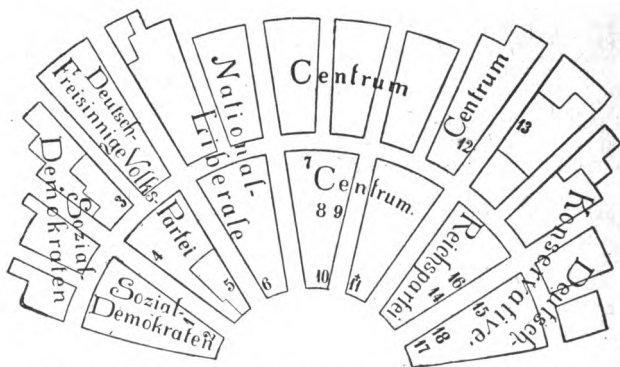 Sozial-
Demokraten
Sozial-
Demokraten
2
3
Deutsch-
Freisinnige Volks-
Partei
4
5
National-
Liberale
6
Centrum
7
Centrum.
8 9
10
11
Centrum
12
13
Reichspartei
16
14
Deutsch-
Konservative.
15
18
17